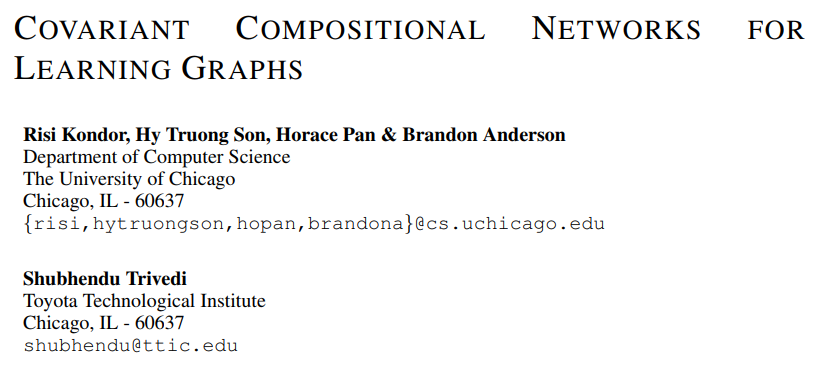 COVARIANT COMPOSITIONAL NETWORKS FOR
LEARNING GRAPHS
Risi Kondor, Hy Truong Son, Horace Pan & Brandon Anderson
Department of Computer Science
The University of Chicago
Chicago, IL - 60637
{risi,hytruongson,hopan,brandona}@cs.uchicago.edu
Shubhendu Trivedi
Toyota Technological Institute
Chicago, IL - 60637
shubhendu@ttic.edu